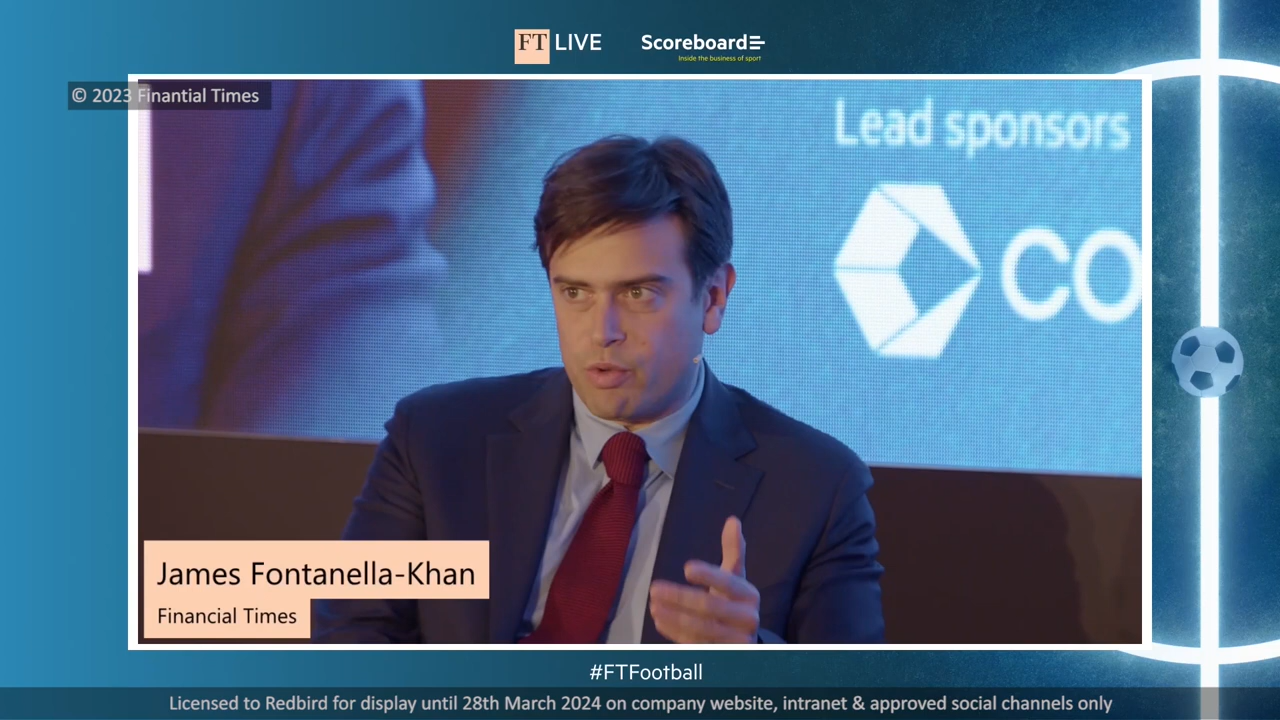 FT LIVE
Scoreboard
Inside the business of sport
© 2023 Finantial Times
Lead sponsors
CO
James Fontanella-Khan
Financial Times
#FTFootball
Licensed to Redbird for display until 28th March 2024 on company website, intranet & approved social channels only